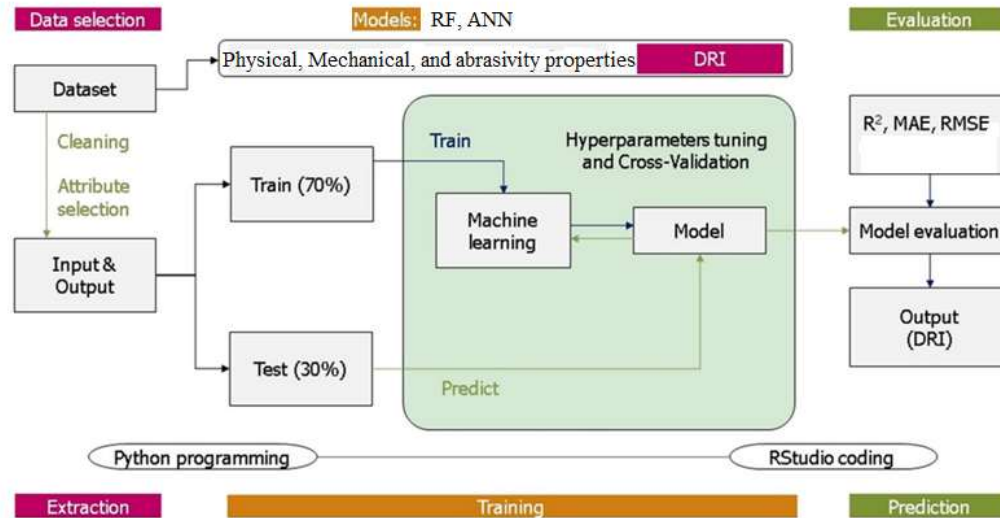 Data selection
Models: RF, ANN
Evaluation
Physical, Mechanical, and abrasivity properties DRI
Dataset
Cleaning
Attribute
selection
Input &
Output
Train (70%)
Test (30%)
Train
Hyperparameters tuning
and Cross-Validation
Machine
learning
Model
Predict
R², MAE, RMSE
Model evaluation
Output
(DRI)
Python programming
RStudio coding
Extraction
Training
Prediction